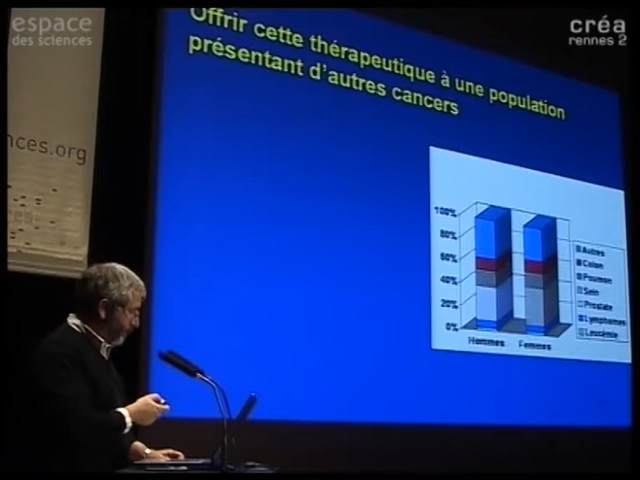 espace
des sciences
créa
rennes 2
nces.org
Offrir cette thérapeutique à une population
présentant d'autres cancers
100%
80%
60%
40%
20%
0%
Hommes
Femmes
Autres
Colon
Poumon
Sein
Prostate
Lymphomes
Leucémie